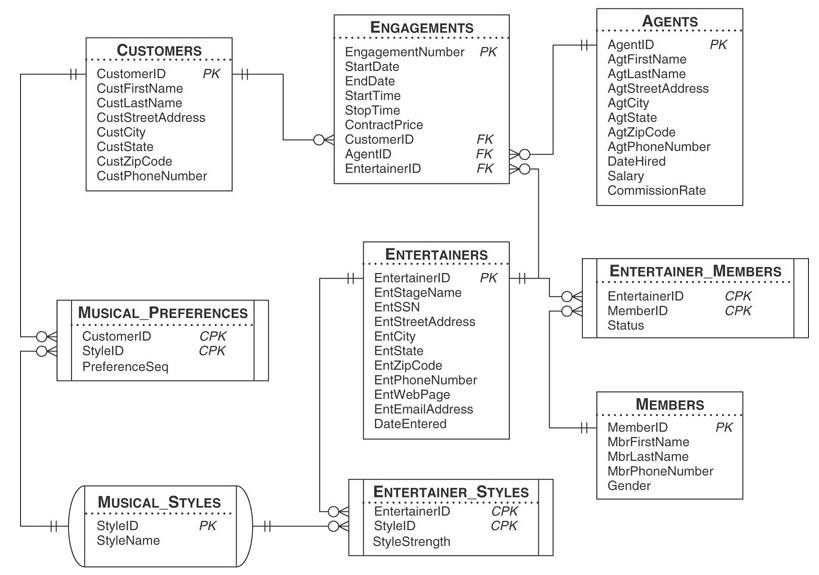 CUSTOMERS
CustomerID PK
CustFirstName
CustLastName
CustStreetAddress
CustCity
CustState
CustZipCode
CustPhoneNumber
ENGAGEMENTS
EngagementNumber PK
StartDate
EndDate
StartTime
StopTime
ContractPrice
CustomerID FK
AgentID FK
EntertainerID FK
AGENTS
AgentID PK
AgtFirstName
AgtLastName
AgtStreetAddress
AgtCity
AgtState
AgtZipCode
AgtPhoneNumber
DateHired
Salary
CommissionRate
MUSICAL_PREFERENCES
CustomerID CPK
StyleID CPK
PreferenceSeq
ENTERTAINERS
EntertainerID PK
EntStageName
EntSSN
EntStreetAddress
EntCity
EntState
EntZipCode
EntPhoneNumber
EntWebPage
EntEmailAddress
DateEntered
ENTERTAINER_MEMBERS
EntertainerID CPK
MemberID CPK
Status
MEMBERS
MemberID PK
MbrFirstName
MbrLastName
MbrPhoneNumber
Gender
MUSICAL_STYLES
StyleID PK
StyleName
ENTERTAINER_STYLES
EntertainerID CPK
StyleID CPK
StyleStrength